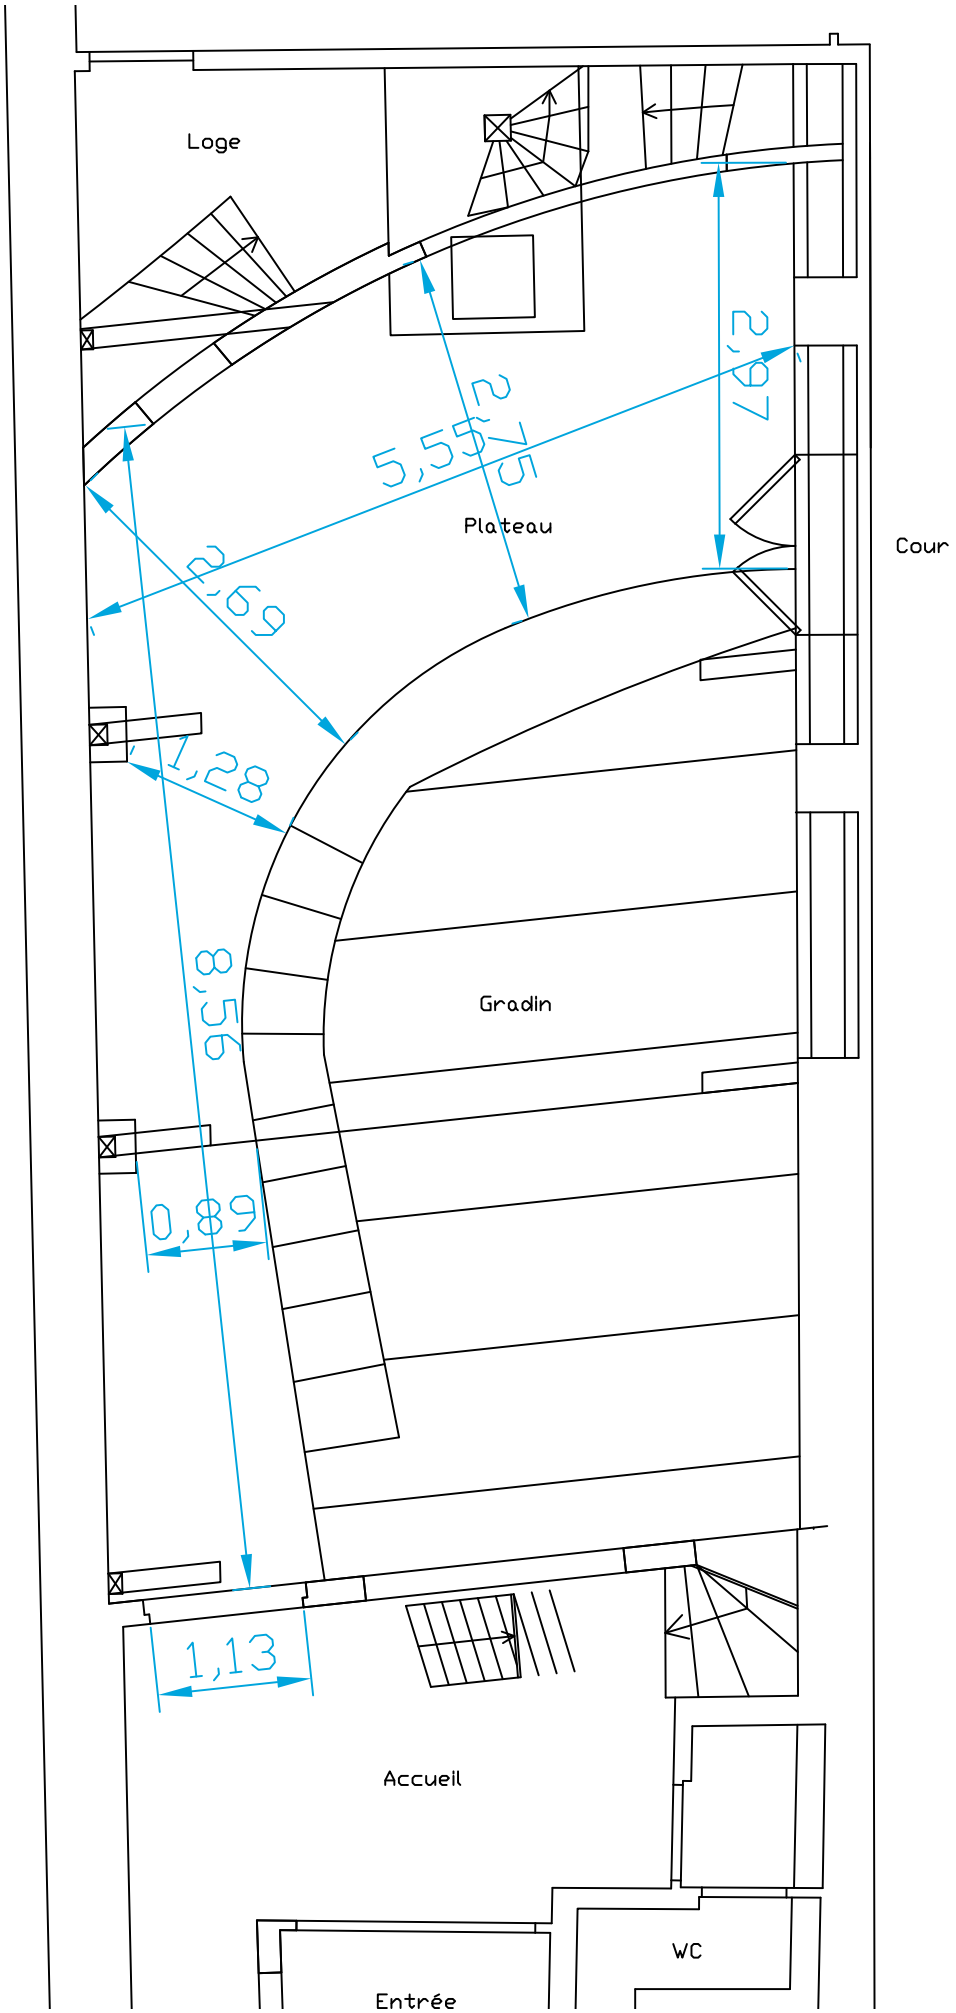 Loge
2,97
2,75
5,55
Plateau
Cour
2,69
1,28
8,56
Gradin
0,89
1,13
Accueil
WC
Entrée